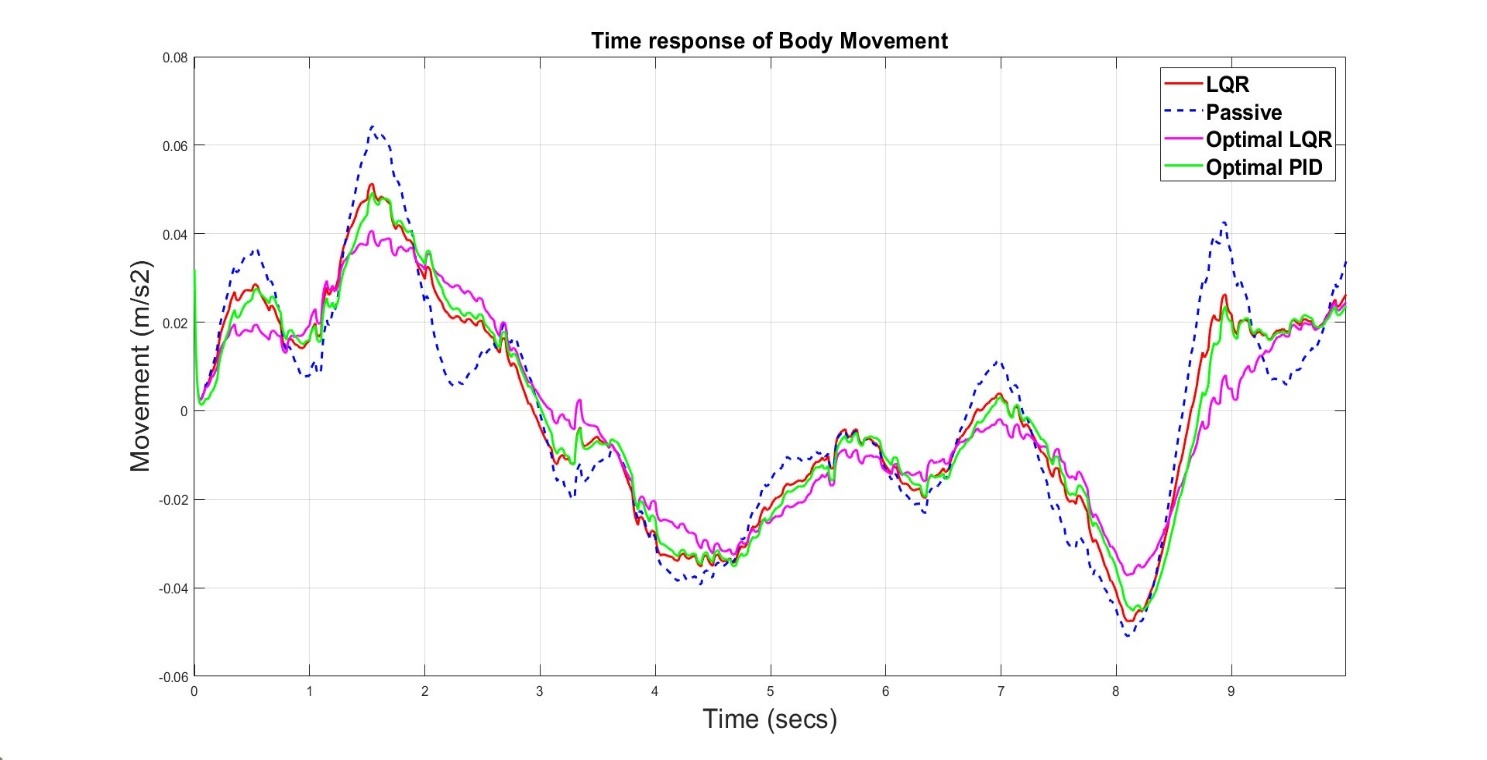 Time response of Body Movement
LQR
Passive
Optimal LQR
Optimal PID
Movement (m/s2)
0.08
0.06
0.04
0.02
0
-0.02
-0.04
-0.06
0 1 2 3 4 5 6 7 8 9
Time (secs)